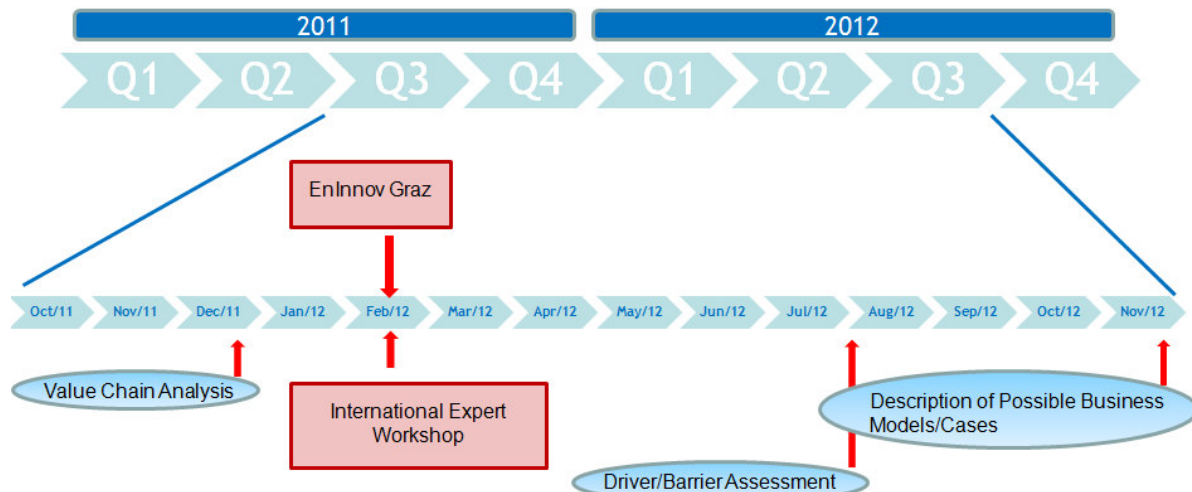 2011
2012
Q1
Q2
Q3
Q4
Q1
Q2
Q3
Q4
EnInnov Graz
Oct/11
Nov/11
Dec/11
Jan/12
Feb/12
Mar/12
Apr/12
May/12
Jun/12
Jul/12
Aug/12
Sep/12
Oct/12
Nov/12
Value Chain Analysis
International Expert
Workshop
Description of Possible Business
Models/Cases
Driver/Barrier Assessment